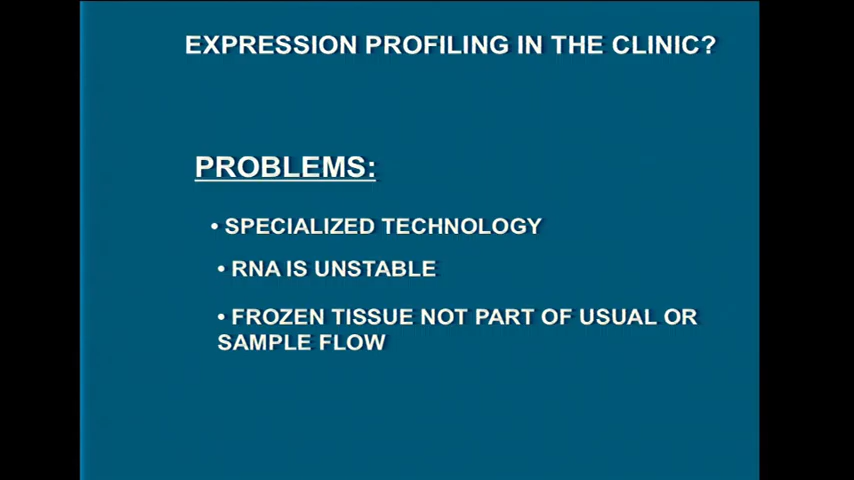 EXPRESSION PROFILING IN THE CLINIC?
PROBLEMS:
• SPECIALIZED TECHNOLOGY
• RNA IS UNSTABLE
• FROZEN TISSUE NOT PART OF USUAL OR
SAMPLE FLOW